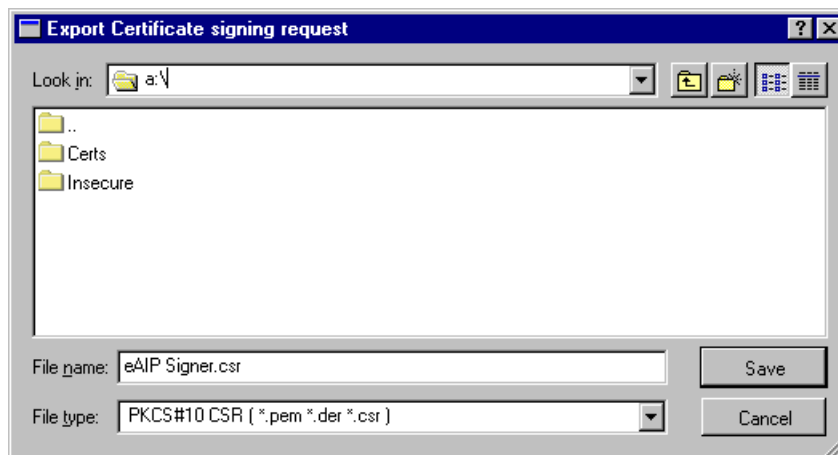 Export Certificate signing request
Look in: a:\
..
Certs
Insecure
File name: eAIP Signer.csr
Save
File type: PKCS#10 CSR ( *.pem *.der *.csr )
Cancel